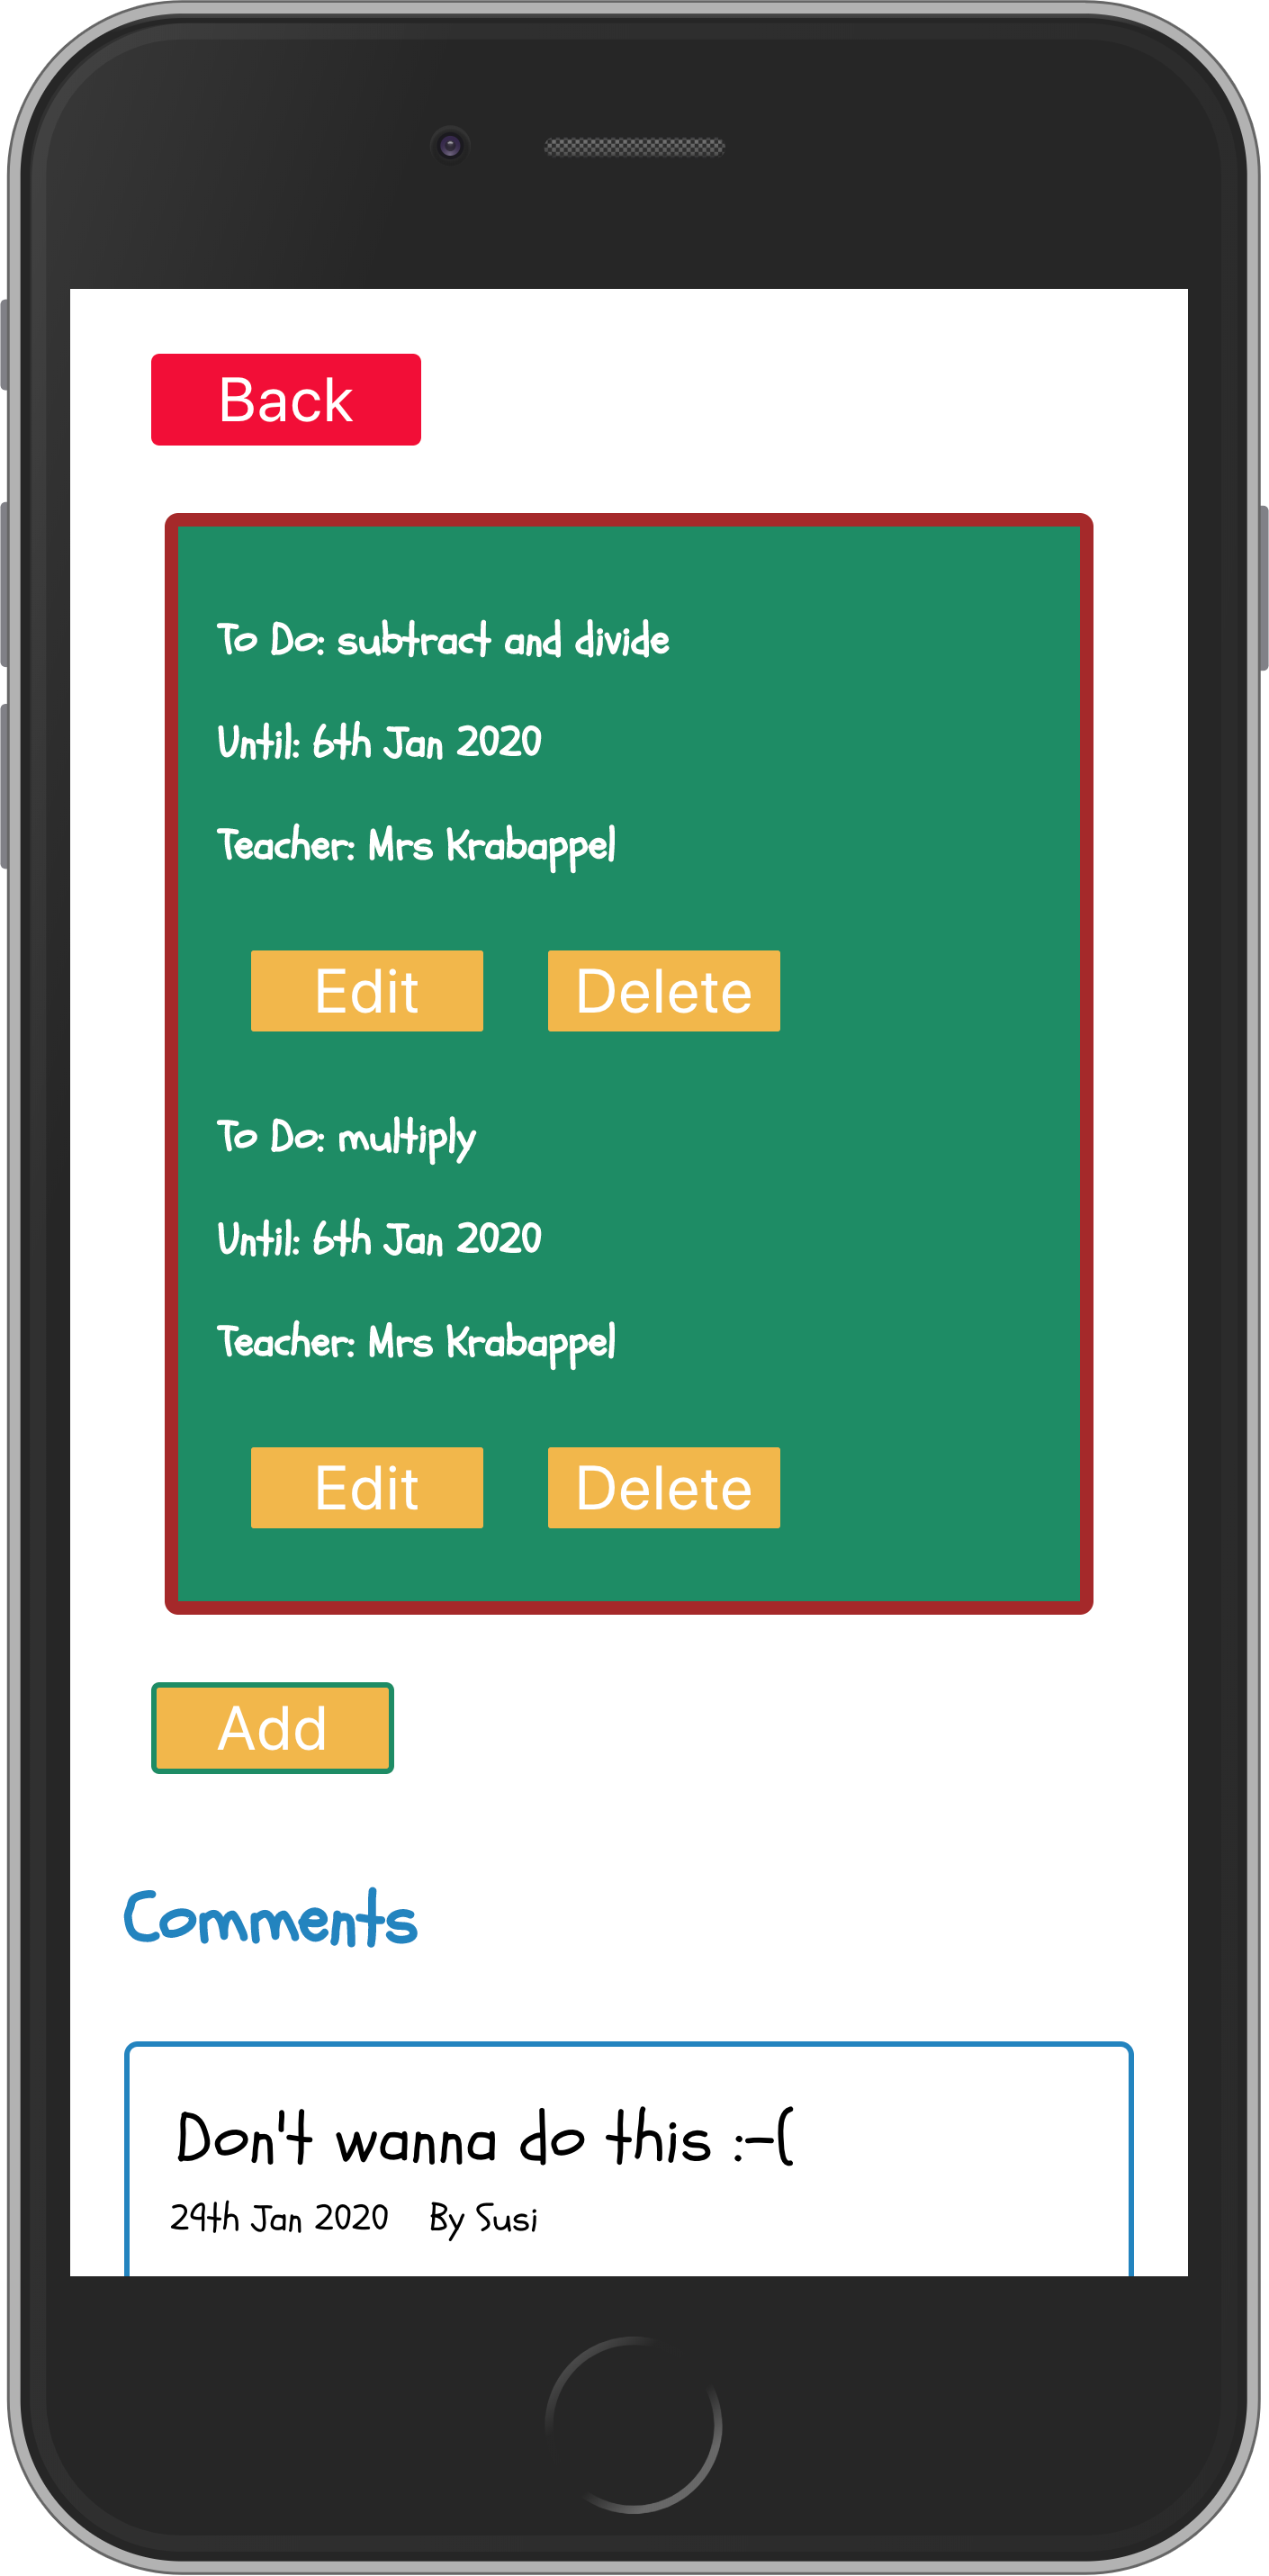 Back
To Do: subtract and divide
Until: 6th Jan 2020
Teacher: Mrs Krabappel
Edit Delete
To Do: multiply
Until: 6th Jan 2020
Teacher: Mrs Krabappel
Edit Delete
Add
Comments
Don't wanna do this :-(
29th Jan 2020 By Susi